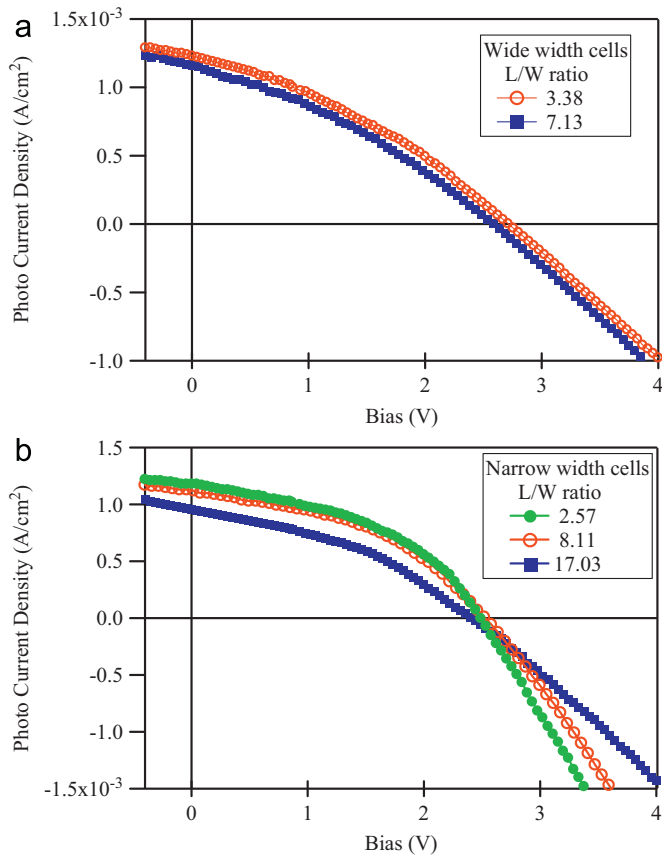 a
1.5x10⁻³
1.0
0.5
0.0
-0.5
-1.0
Photo Current Density (A/cm²)
Wide width cells
L/W ratio
3.38
7.13
0 1 2 3 4
Bias (V)
b
1.5
1.0
0.5
0.0
-0.5
-1.0
-1.5x10⁻³
Photo Current Density (A/cm²)
Narrow width cells
L/W ratio
2.57
8.11
17.03
0 1 2 3 4
Bias (V)